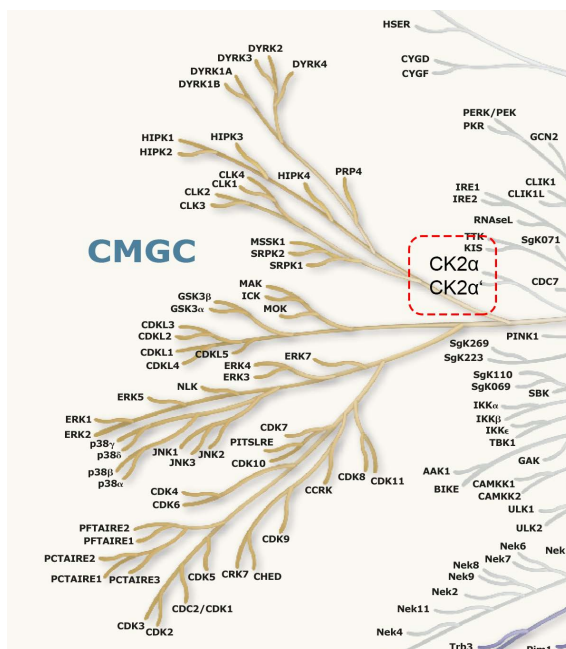 HSER
DYRK2
DYRK3
DYRK4
DYRK1A
DYRK1B
CYGD
CYGF
PERK/PEK
PKR
GCN2
HIPK1
HIPK3
HIPK2
CLK4
CLK1
HIPK4
PRP4
CLK2
CLK3
CLIK1
CLIK1L
IRE1
IRE2
RNAseL
TTK
KIS
SgK071
MSSK1
SRPK2
SRPK1
CMGC
CK2α
CK2α‘
CDC7
MAK
ICK
MOK
GSK3β
GSK3α
CDKL3
CDKL2
CDKL1
CDKL5
CDKL4
PINK1
SgK269
SgK223
ERK7
ERK4
ERK3
NLK
ERK5
SgK110
SgK069
SBK
ERK1
ERK2
p38γ
p38δ
p38β
p38α
JNK1
JNK3
JNK2
IKKα
IKKβ
IKKϵ
TBK1
CDK7
PITSLRE
CDK10
CCRK
CDK8
CDK11
GAK
AAK1
BIKE
CAMKK1
CAMKK2
CDK4
CDK6
ULK1
ULK2
PFTAIRE2
PFTAIRE1
CDK9
PCTAIRE2
PCTAIRE1
PCTAIRE3
CDK5
CRK7
CHED
Nek6
Nek7
Nek
Nek8
Nek9
Nek2
CDC2/CDK1
Nek11
CDK3
CDK2
Nek4
Trb3
Pim1